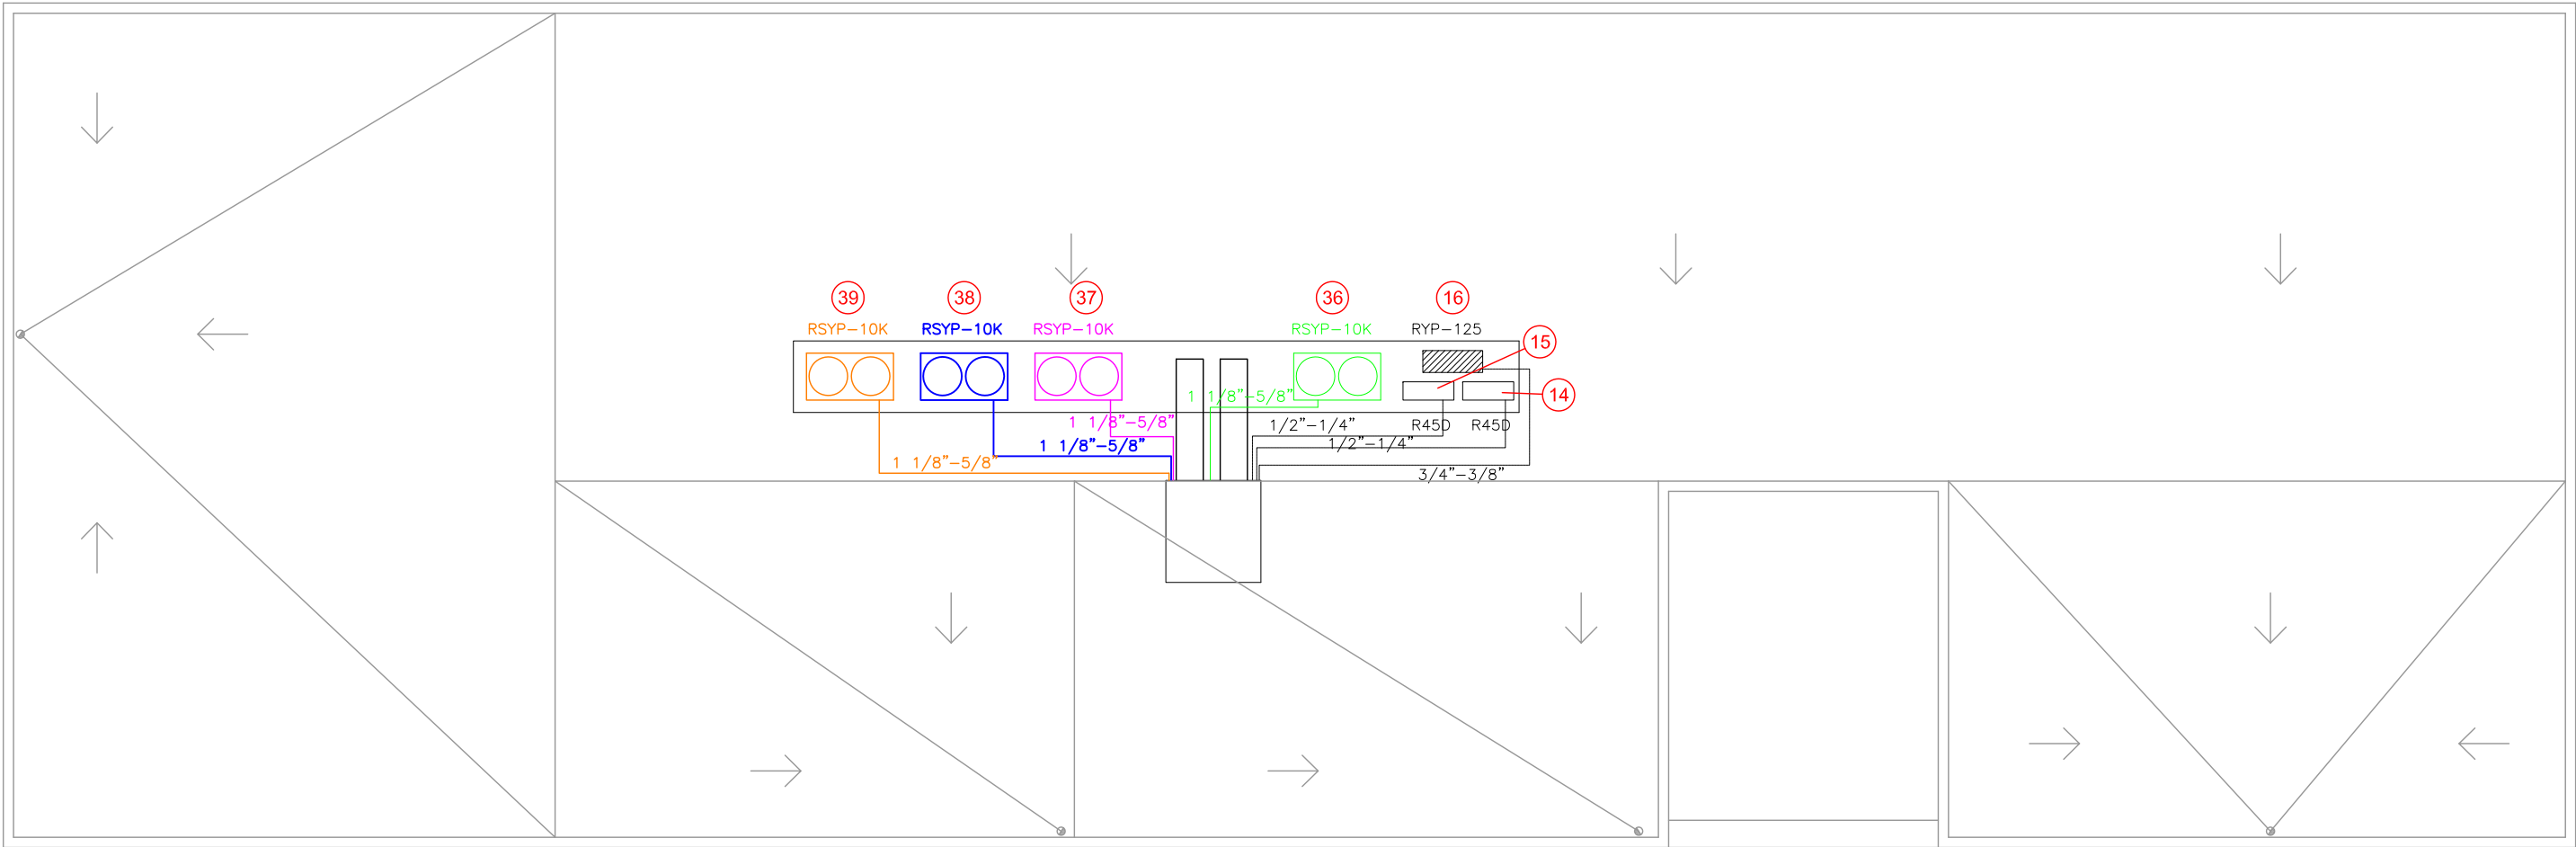 39
38
37
36
16
RSYP-10K
RSYP-10K
RSYP-10K
RSYP-10K
RYP-125
15
14
1 1/8"-5/8"
1 1/8"-5/8"
1/2"-1/4"
R45D
R45D
1 1/8"-5/8"
1/2"-1/4"
1 1/8"-5/8"
3/4"-3/8"